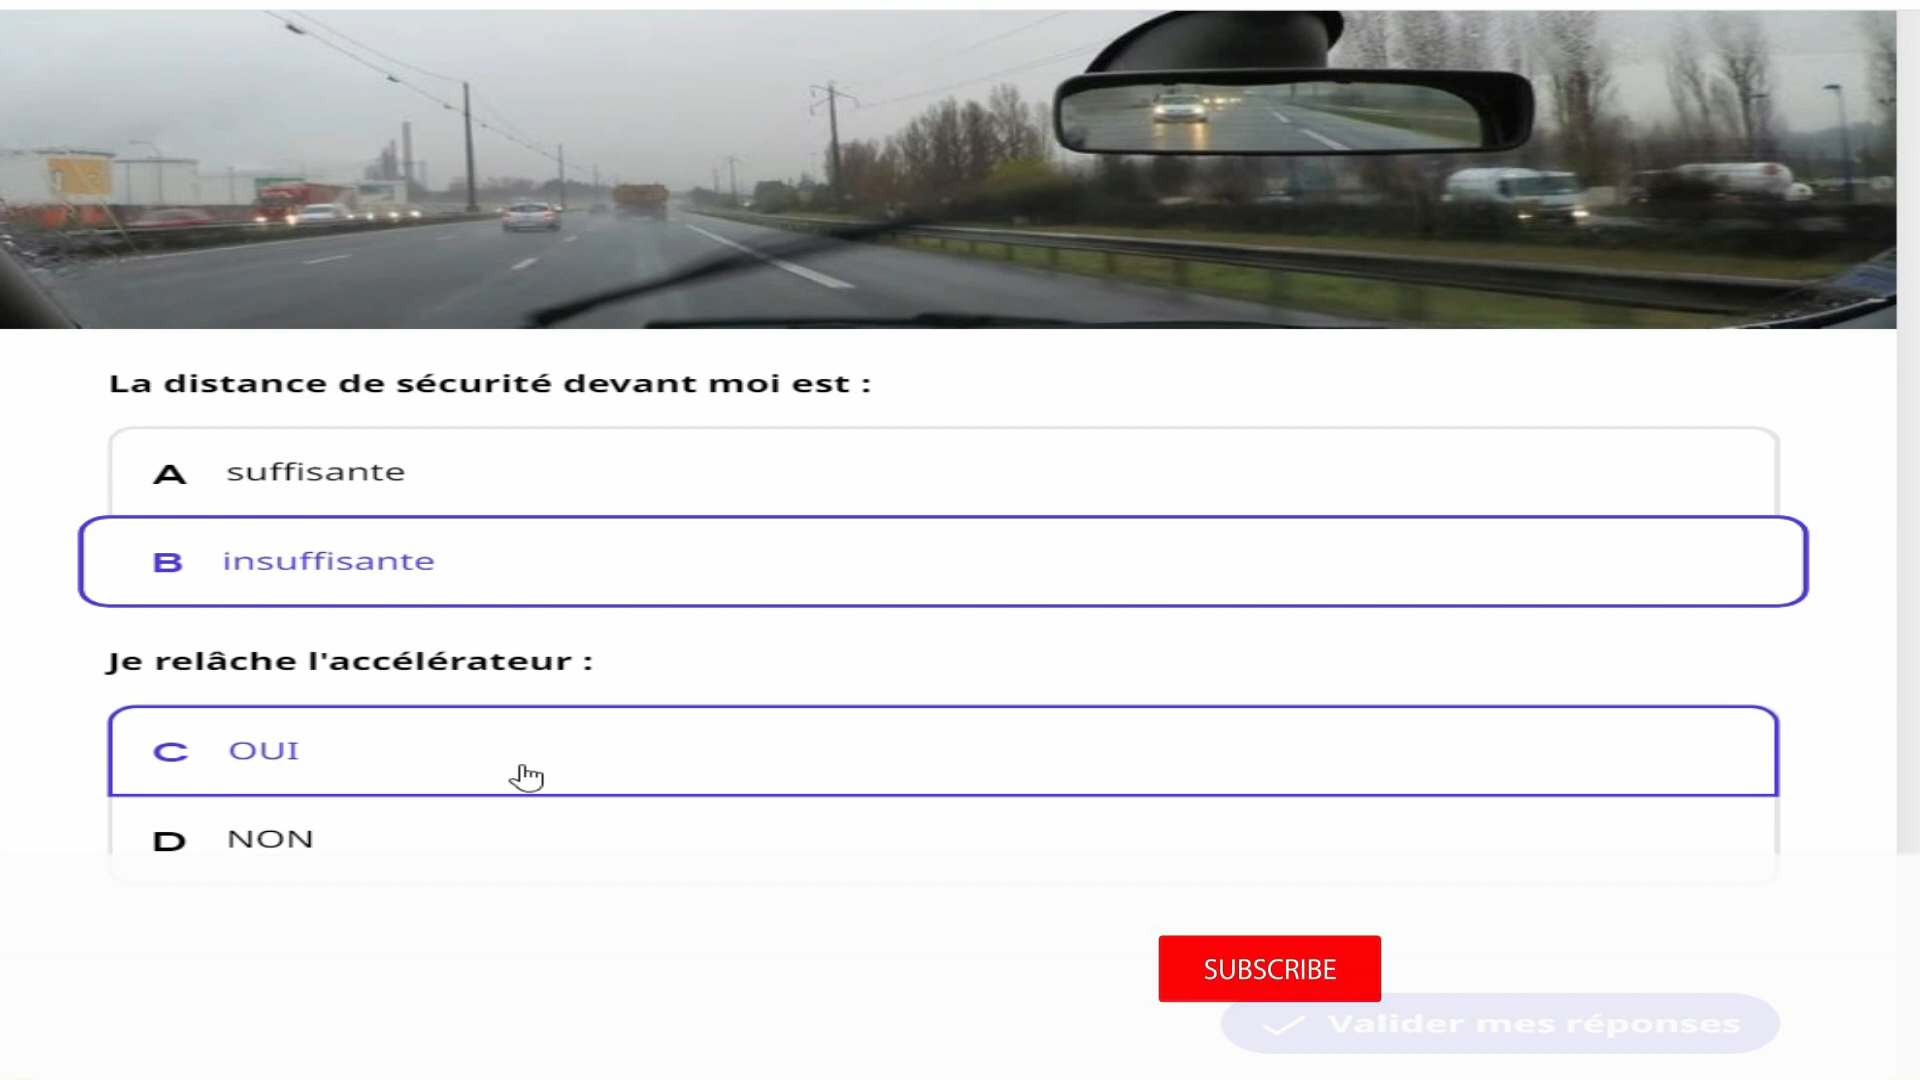 La distance de sécurité devant moi est :
A suffisante
B insuffisante
Je relâche l'accélérateur :
C OUI
D NON
SUBSCRIBE
Valider mes réponses